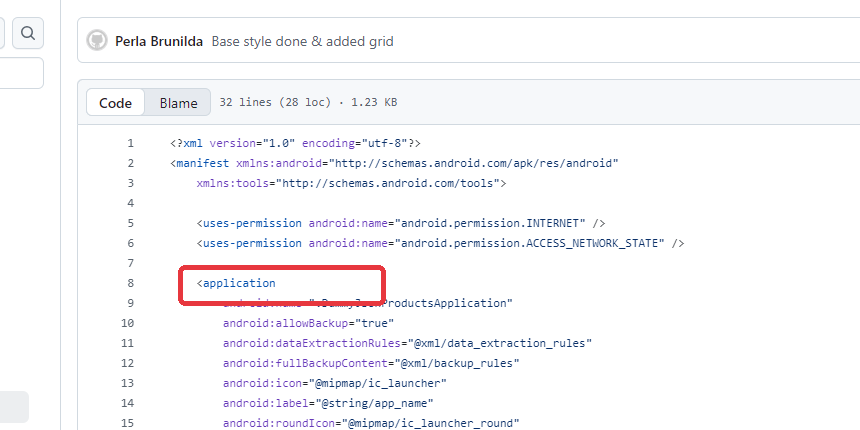 Perla Brunilda Base style done & added grid
Code Blame 32 lines (28 loc) · 1.23 KB
1 <?xml version="1.0" encoding="utf-8"?>
2 <manifest xmlns:android="http://schemas.android.com/apk/res/android"
3 xmlns:tools="http://schemas.android.com/tools">
4
5 <uses-permission android:name="android.permission.INTERNET" />
6 <uses-permission android:name="android.permission.ACCESS_NETWORK_STATE" />
7
8 <application
9 android:name=".DummyJsonProductsApplication"
10 android:allowBackup="true"
11 android:dataExtractionRules="@xml/data_extraction_rules"
12 android:fullBackupContent="@xml/backup_rules"
13 android:icon="@mipmap/ic_launcher"
14 android:label="@string/app_name"
15 android:roundIcon="@mipmap/ic_launcher_round"